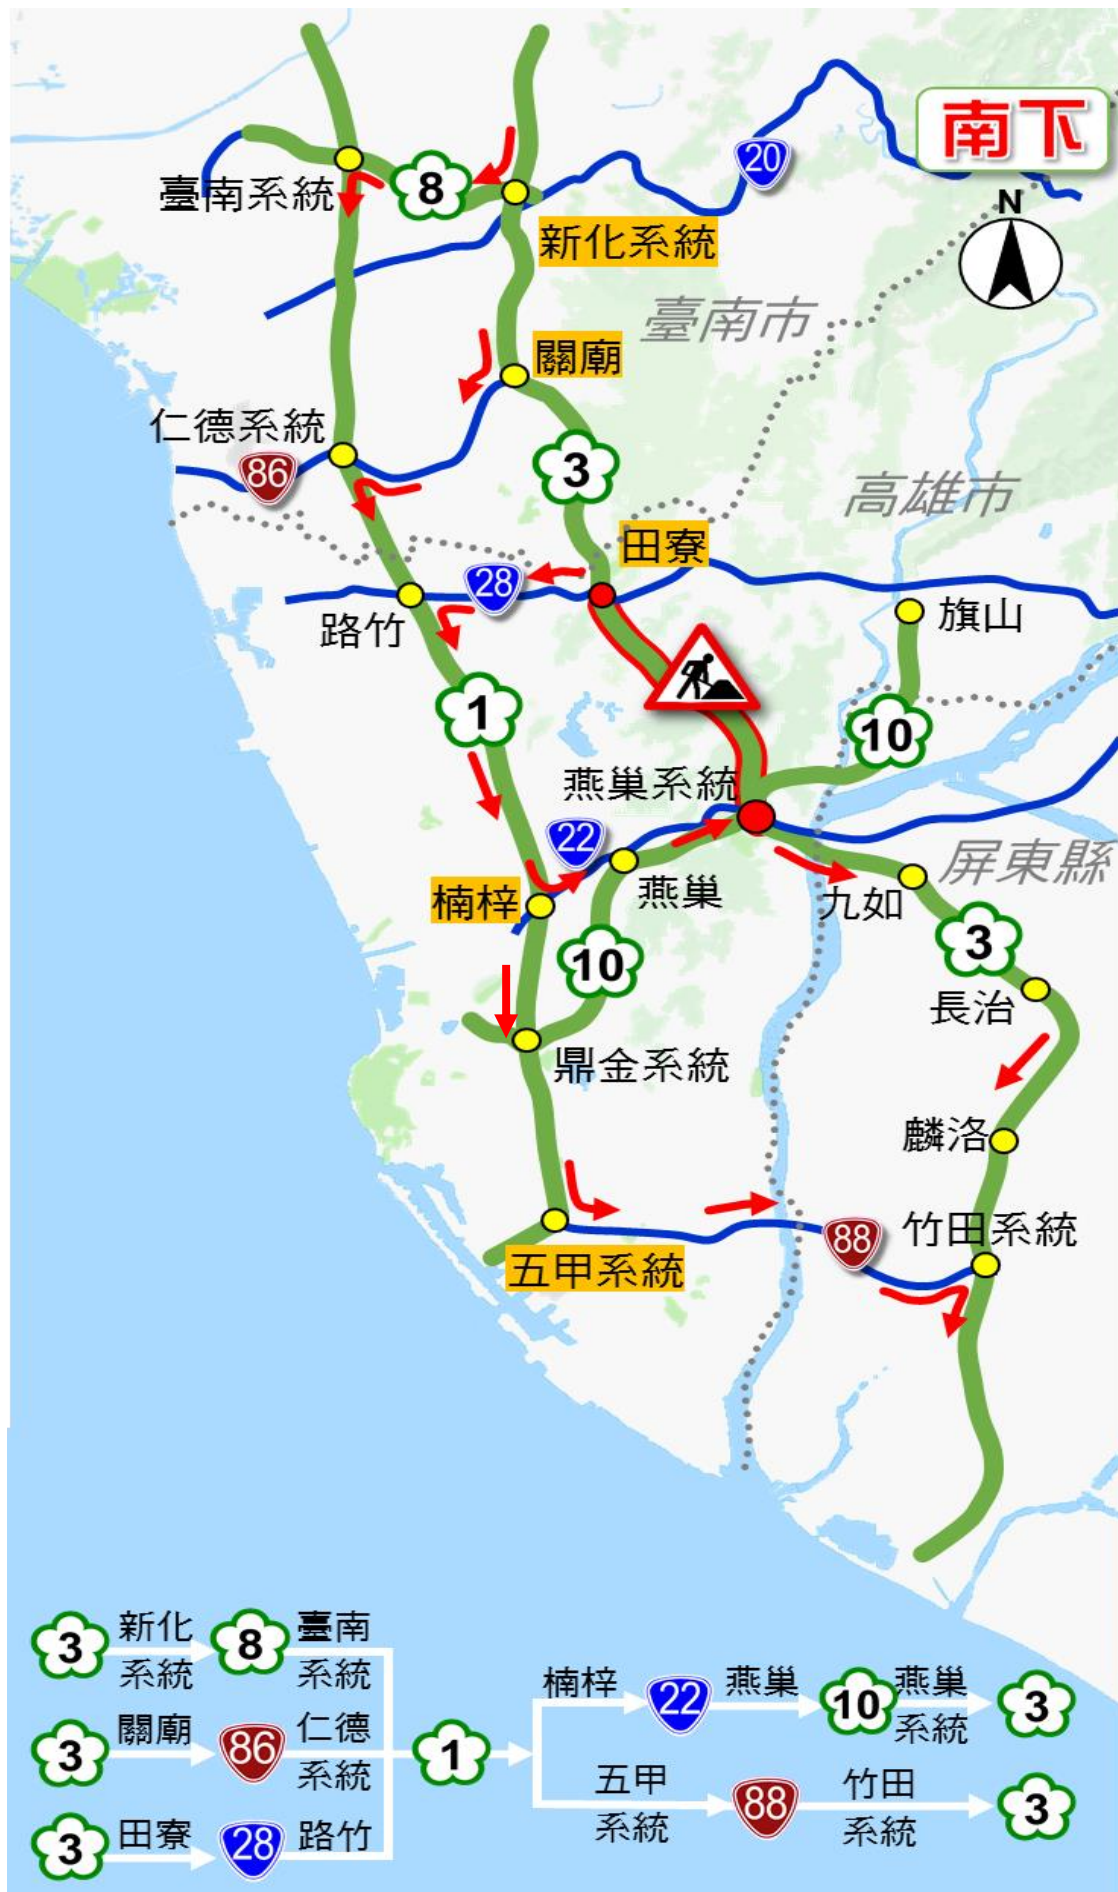 南下
20
N
8
臺南系統
新化系統
臺南市
關廟
仁德系統
86
3
高雄市
田寮
28
路竹
旗山
1
10
燕巢系統
22
屏東縣
燕巢
九如
楠梓
3
10
長治
鼎金系統
麟洛
竹田系統
88
五甲系統
3
新化
系統
8
臺南
系統
3
關廟
86
仁德
系統
3
田寮
28
路竹
1
楠梓
22
燕巢
10
燕巢
系統
3
五甲
系統
88
竹田
系統
3